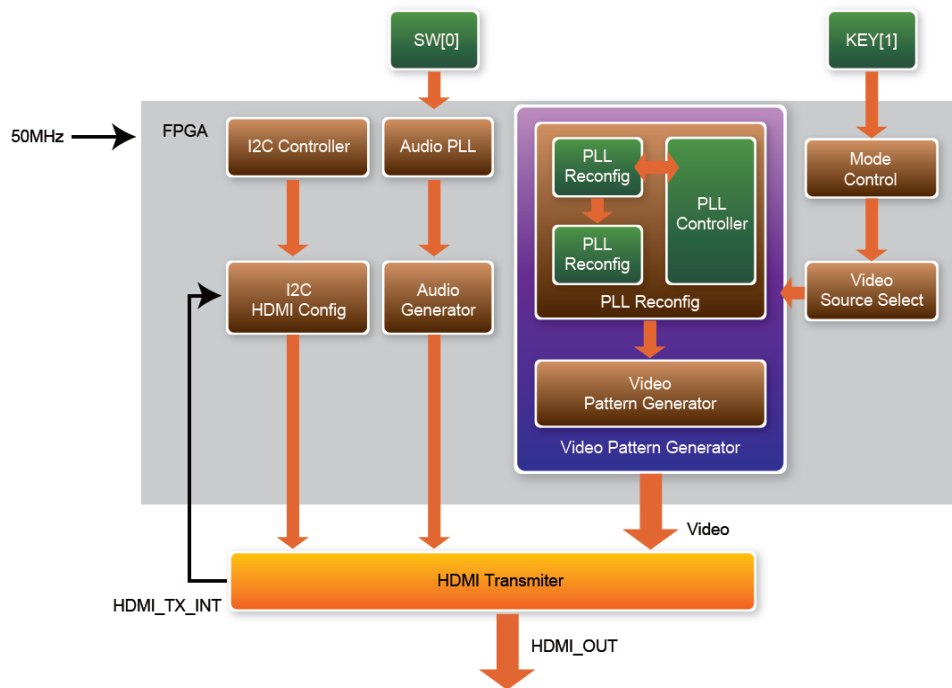 SW[0]
KEY[1]
50MHz
FPGA
I2C Controller
Audio PLL
PLL
Reconfig
PLL
Controller
Mode
Control
PLL
Reconfig
I2C
HDMI Config
Audio
Generator
PLL Reconfig
Video
Source Select
Video
Pattern Generator
Video Pattern Generator
Video
HDMI Transmiter
HDMI_TX_INT
HDMI_OUT